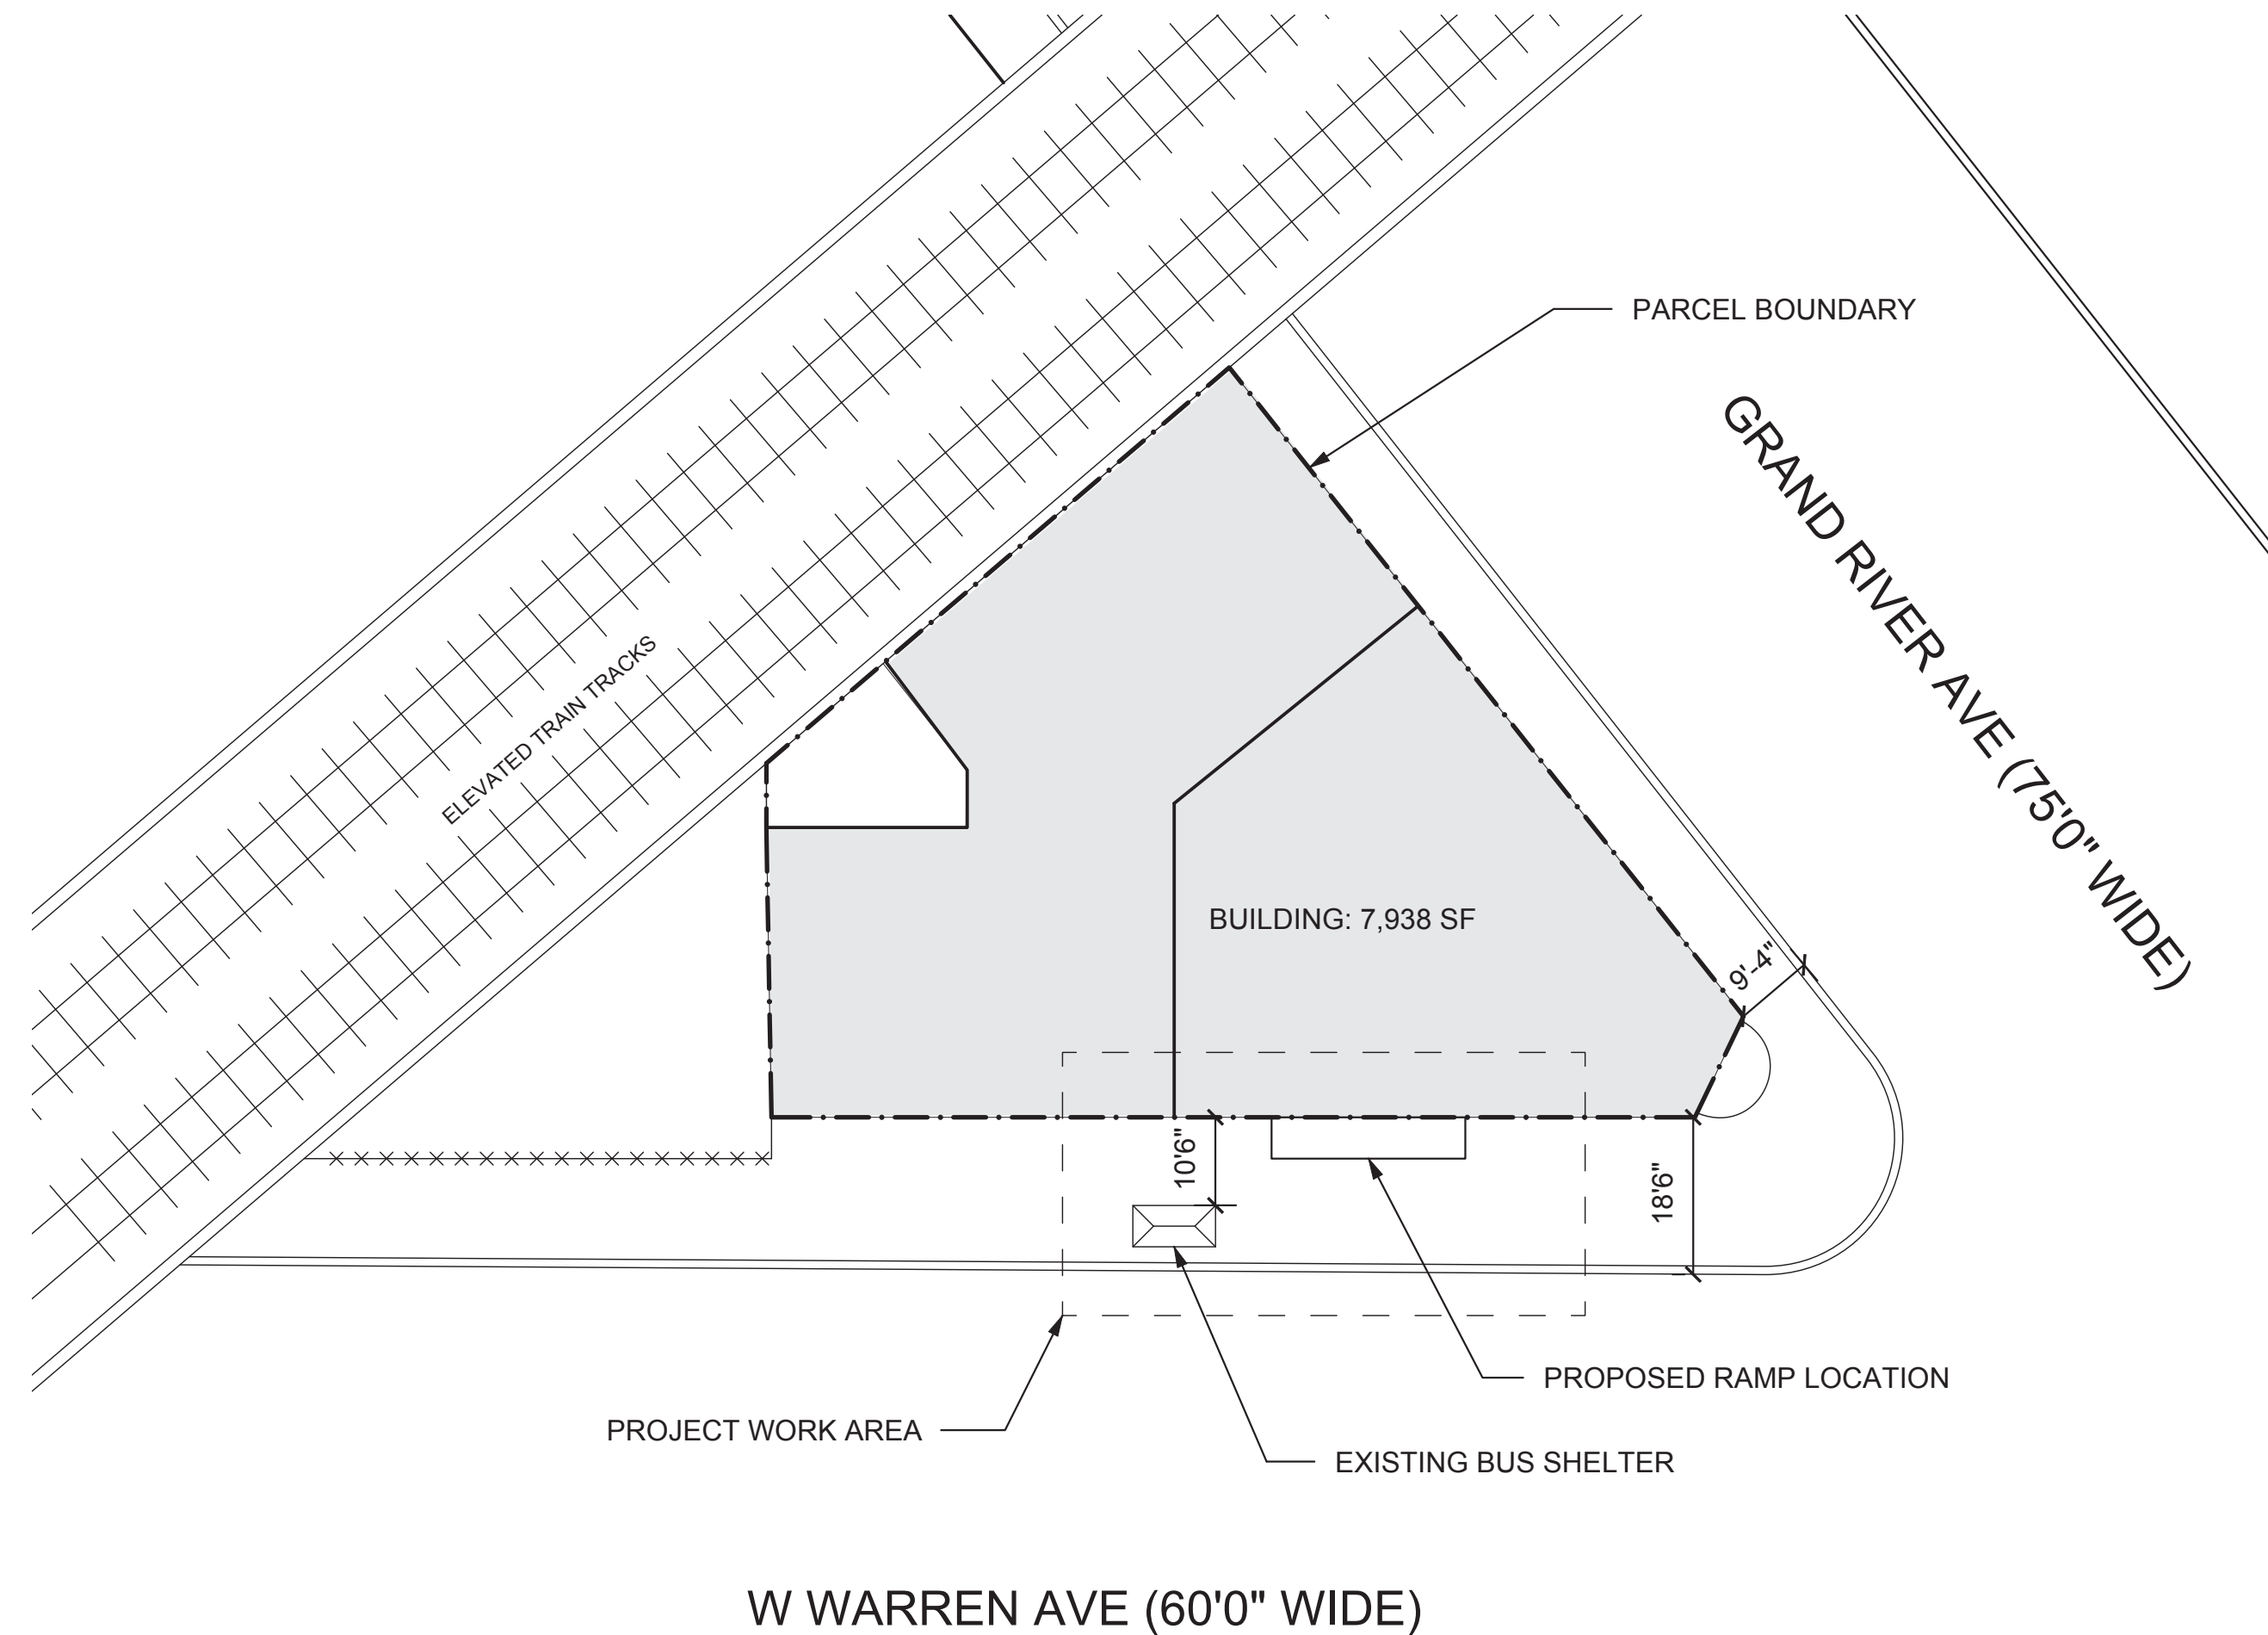 PARCEL BOUNDARY
GRAND RIVER AVE (75'0" WIDE)
ELEVATED TRAIN TRACKS
BUILDING: 7,938 SF
9'-4"
10'6"
18'6"
PROPOSED RAMP LOCATION
PROJECT WORK AREA
EXISTING BUS SHELTER
W WARREN AVE (60'0" WIDE)